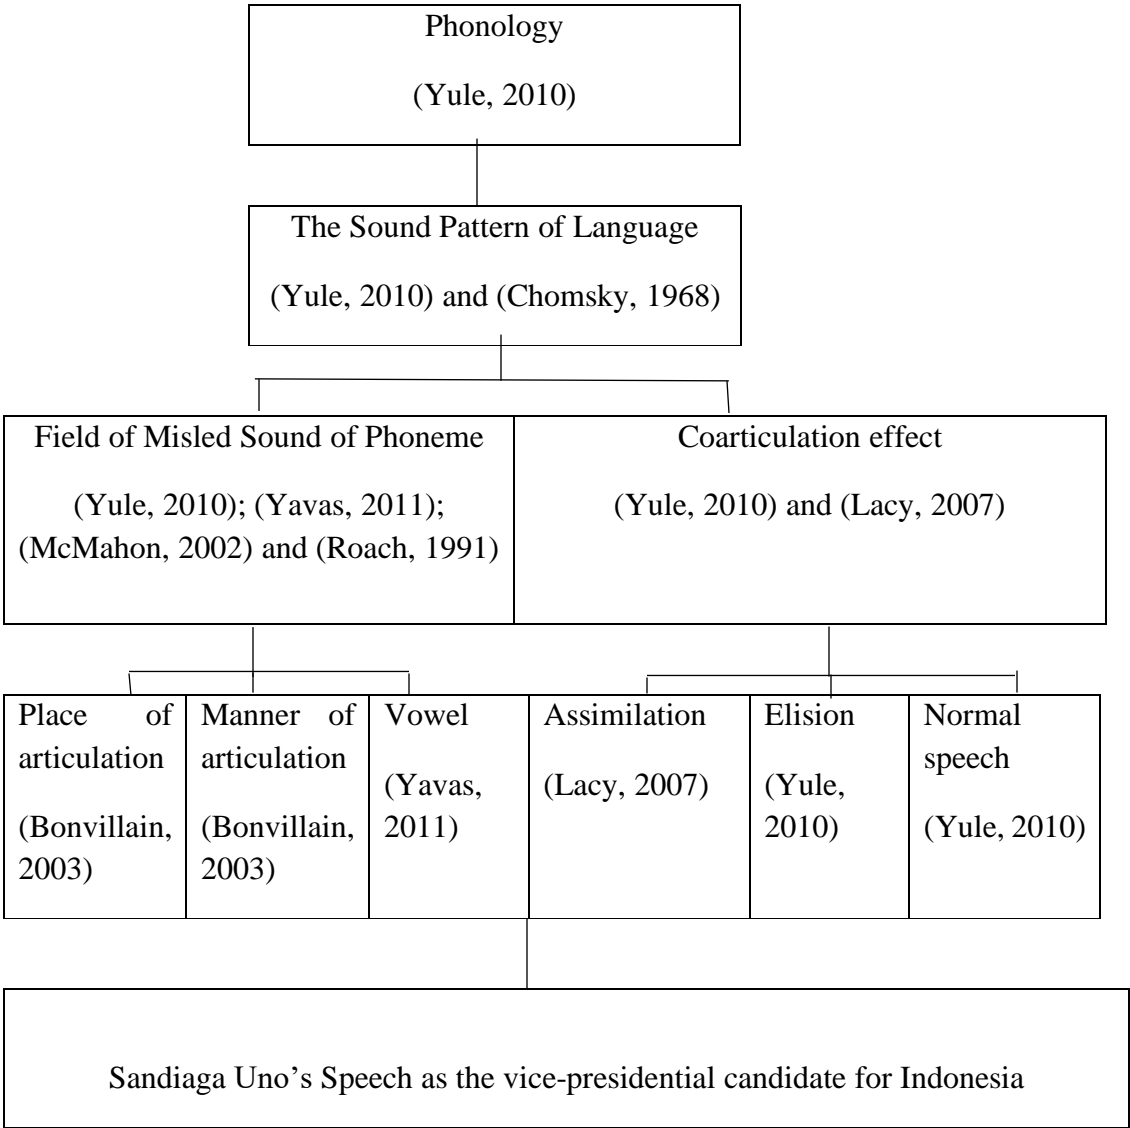 Phonology
(Yule, 2010)
The Sound Pattern of Language
(Yule, 2010) and (Chomsky, 1968)
Field of Misled Sound of Phoneme
(Yule, 2010); (Yavas, 2011);
(McMahon, 2002) and (Roach, 1991)
Coarticulation effect
(Yule, 2010) and (Lacy, 2007)
Place of
articulation
(Bonvillain,
2003)
Manner of
articulation
(Bonvillain,
2003)
Vowel
(Yavas,
2011)
Assimilation
(Lacy, 2007)
Elision
(Yule,
2010)
Normal
speech
(Yule, 2010)
Sandiaga Uno’s Speech as the vice-presidential candidate for Indonesia